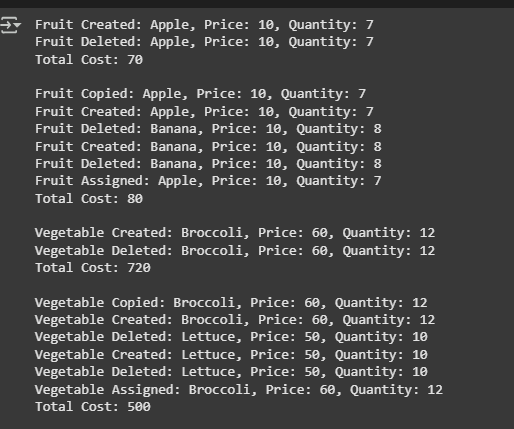 Fruit Created: Apple, Price: 10, Quantity: 7
Fruit Deleted: Apple, Price: 10, Quantity: 7
Total Cost: 70
Fruit Copied: Apple, Price: 10, Quantity: 7
Fruit Created: Apple, Price: 10, Quantity: 7
Fruit Deleted: Banana, Price: 10, Quantity: 8
Fruit Created: Banana, Price: 10, Quantity: 8
Fruit Deleted: Banana, Price: 10, Quantity: 8
Fruit Assigned: Apple, Price: 10, Quantity: 7
Total Cost: 80
Vegetable Created: Broccoli, Price: 60, Quantity: 12
Vegetable Deleted: Broccoli, Price: 60, Quantity: 12
Total Cost: 720
Vegetable Copied: Broccoli, Price: 60, Quantity: 12
Vegetable Created: Broccoli, Price: 60, Quantity: 12
Vegetable Deleted: Lettuce, Price: 50, Quantity: 10
Vegetable Created: Lettuce, Price: 50, Quantity: 10
Vegetable Deleted: Lettuce, Price: 50, Quantity: 10
Vegetable Assigned: Broccoli, Price: 60, Quantity: 12
Total Cost: 500